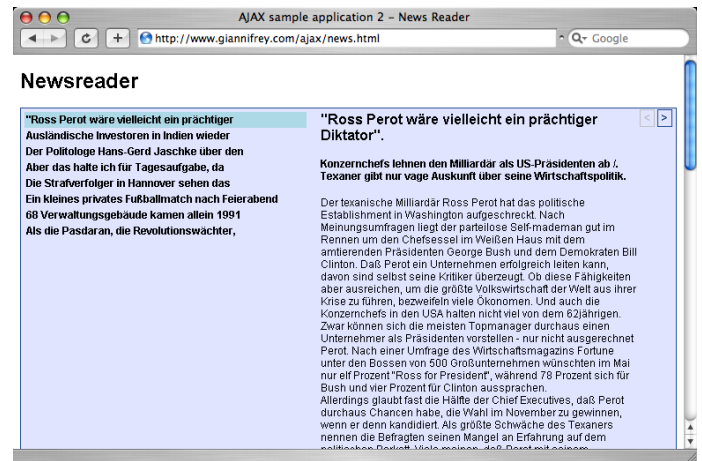 AJAX sample application 2 – News Reader
http://www.giannifrey.com/ajax/news.html
Google
Newsreader
"Ross Perot wäre vielleicht ein prächtiger
Ausländische Investoren in Indien wieder
Der Politologe Hans-Gerd Jaschke über den
Aber das halte ich für Tagesaufgabe, da
Die Strafverfolger in Hannover sehen das
Ein kleines privates Fußballmatch nach Feierabend
68 Verwaltungsgebäude kamen allein 1991
Als die Pasdaran, die Revolutionswächter,
< >
"Ross Perot wäre vielleicht ein prächtiger
Diktator".
Konzernchefs lehnen den Milliardär als US-Präsidenten ab /.
Texaner gibt nur vage Auskunft über seine Wirtschaftspolitik.
Der texanische Milliardär Ross Perot hat das politische
Establishment in Washington aufgeschreckt. Nach
Meinungsumfragen liegt der parteilose Self-mademan gut im
Rennen um den Chefsessel im Weißen Haus mit dem
amtierenden Präsidenten George Bush und dem Demokraten Bill
Clinton. Daß Perot ein Unternehmen erfolgreich leiten kann,
davon sind selbst seine Kritiker überzeugt. Ob diese Fähigkeiten
aber ausreichen, um die größte Volkswirtschaft der Welt aus ihrer
Krise zu führen, bezweifeln viele Ökonomen. Und auch die
Konzernchefs in den USA halten nicht viel von dem 62jährigen.
Zwar können sich die meisten Topmanager durchaus einen
Unternehmer als Präsidenten vorstellen - nur nicht ausgerechnet
Perot. Nach einer Umfrage des Wirtschaftsmagazins Fortune
unter den Bossen von 500 Großunternehmen wünschten im Mai
nur elf Prozent "Ross for President", während 78 Prozent sich für
Bush und vier Prozent für Clinton aussprachen.
Allerdings glaubt fast die Hälfte der Chief Executives, daß Perot
durchaus Chancen habe, die Wahl im November zu gewinnen,
wenn er denn kandidiert. Als größte Schwäche des Texaners
nennen die Befragten seinen Mangel an Erfahrung auf dem
politischen Parkett. Viele meinen, daß Perot mit seinem